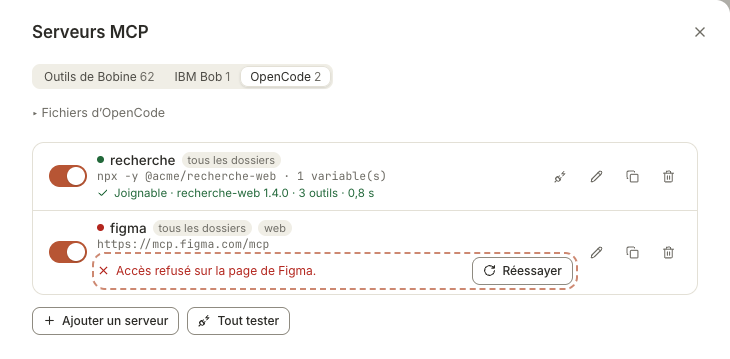 Serveurs MCP
Outils de Bobine 62 IBM Bob 1 OpenCode 2
▸ Fichiers d’OpenCode
recherche tous les dossiers
npx -y @acme/recherche-web · 1 variable(s)
✓ Joignable · recherche-web 1.4.0 · 3 outils · 0,8 s
figma tous les dossiers web
https://mcp.figma.com/mcp
✕ Accès refusé sur la page de Figma. Réessayer
+ Ajouter un serveur Tout tester